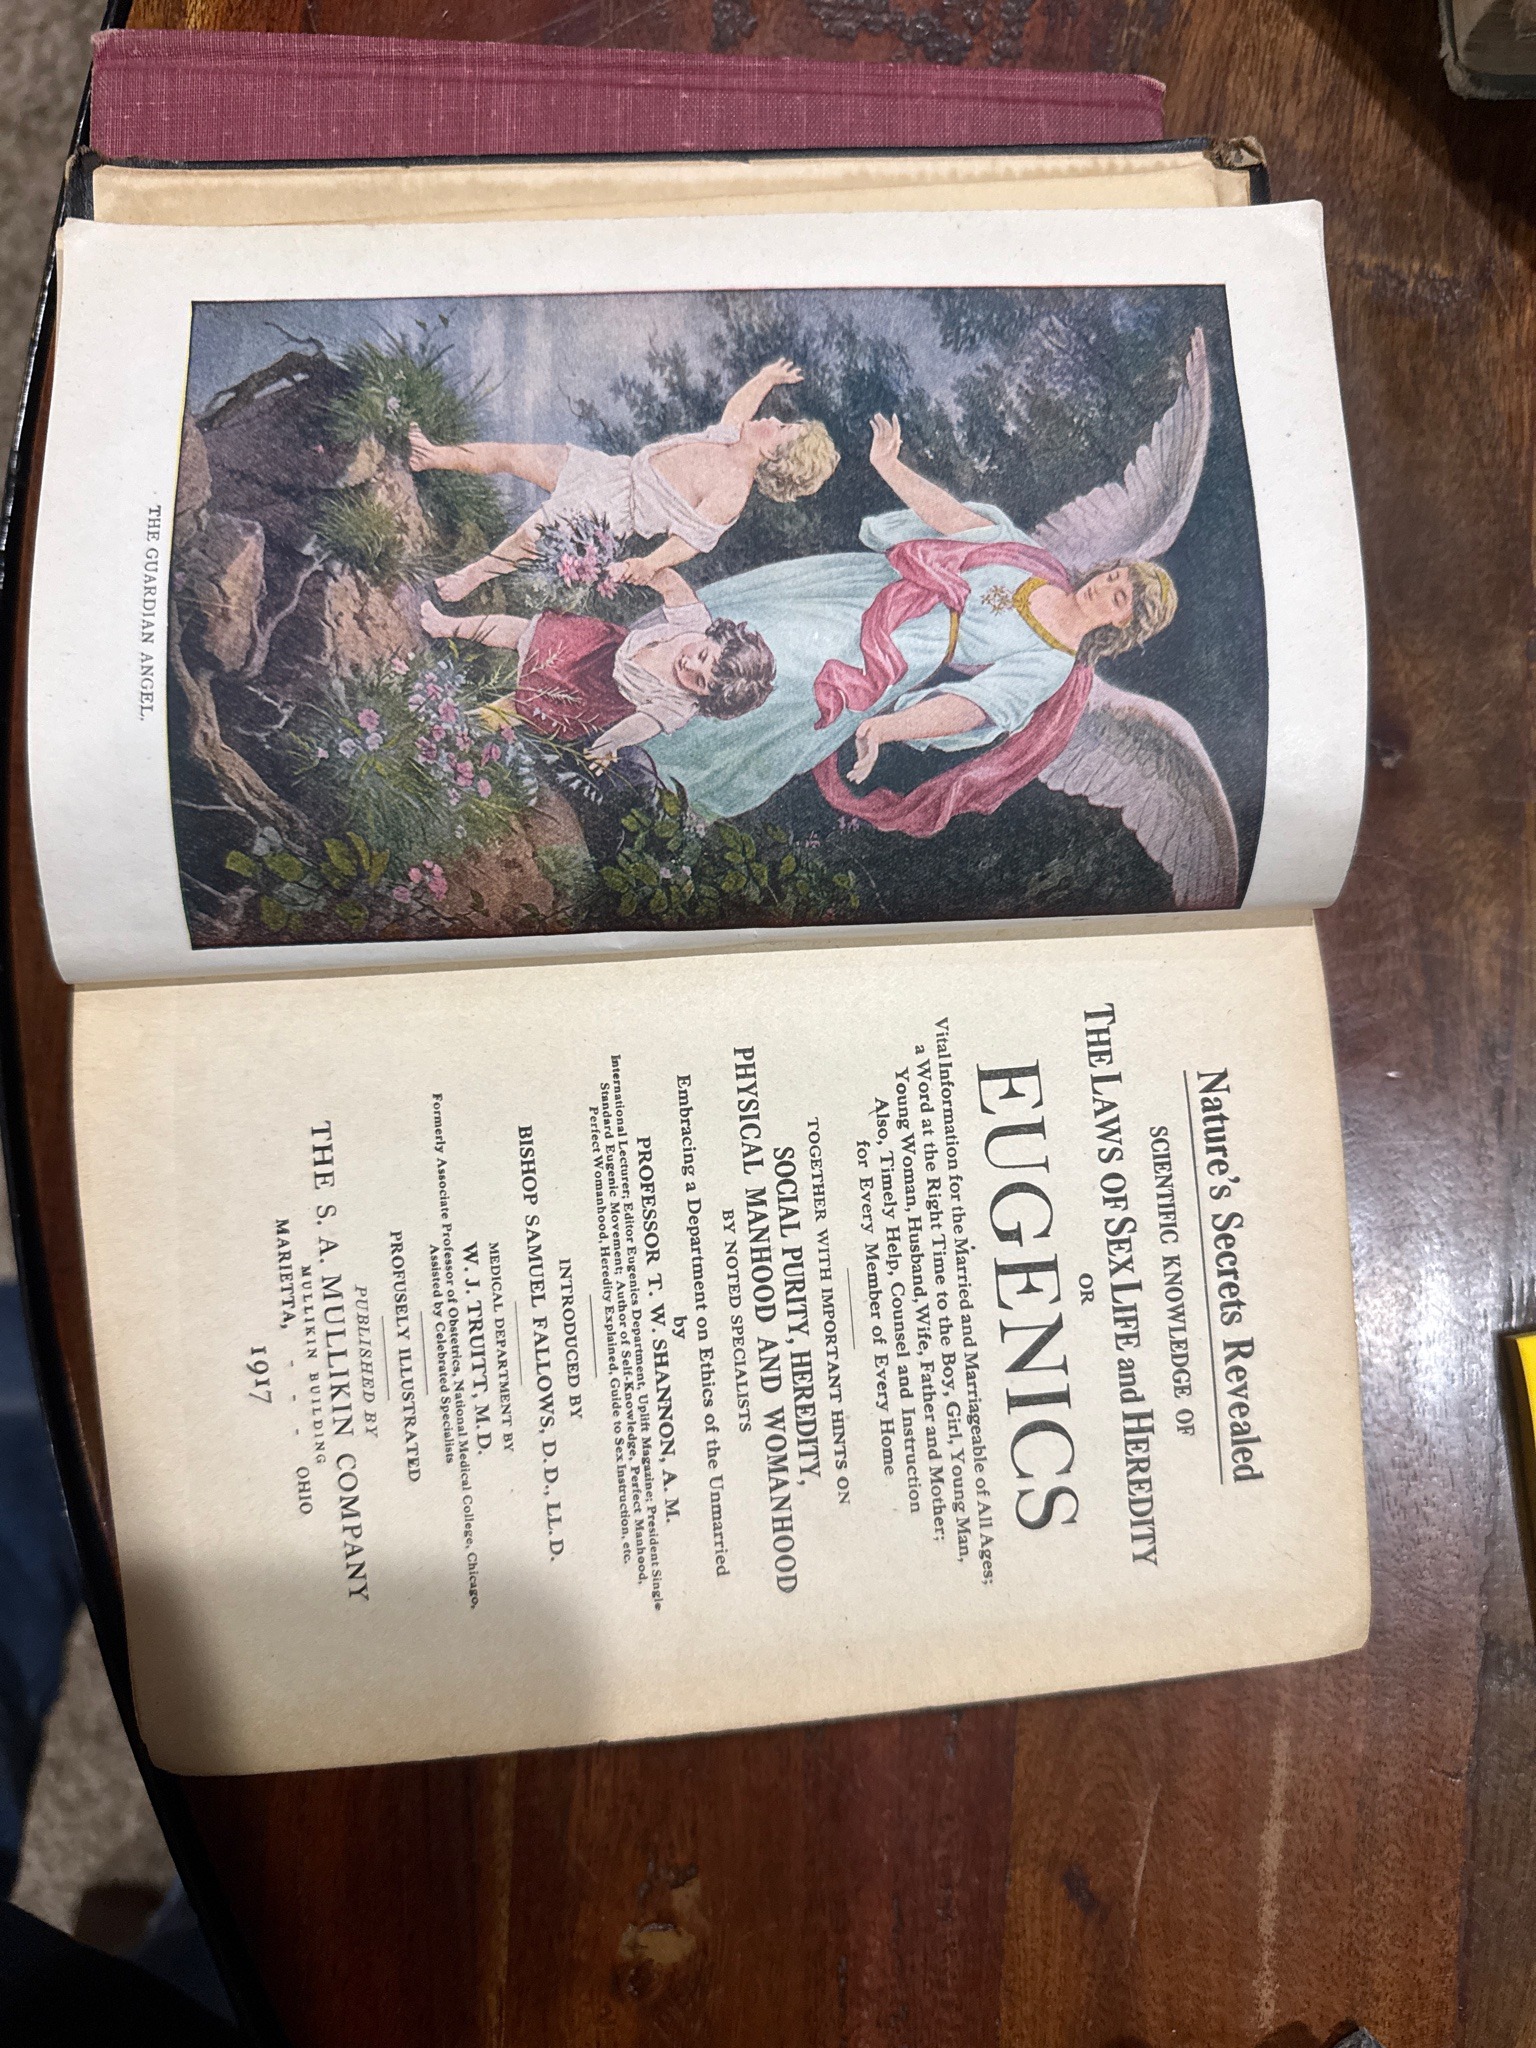 THE GUARDIAN ANGEL.
Nature's Secrets Revealed
SCIENTIFIC KNOWLEDGE OF
THE LAWS OF SEX LIFE and HEREDITY
OR
EUGENICS
Vital Information for the Married and Marriageable of All Ages;
a Word at the Right Time to the Boy, Girl, Young Man,
Young Woman, Husband, Wife, Father and Mother;
Also, Timely Help, Counsel and Instruction
for Every Member of Every Home
TOGETHER WITH IMPORTANT HINTS ON
SOCIAL PURITY, HEREDITY,
PHYSICAL MANHOOD AND WOMANHOOD
BY NOTED SPECIALISTS
Embracing a Department on Ethics of the Unmarried
by
PROFESSOR T. W. SHANNON, A. M.
International Lecturer; Editor Eugenics Department, Uplift Magazine; President Single
Standard Eugenic Movement; Author of Self-Knowledge, Perfect Manhood,
Perfect Womanhood, Heredity Explained, Guide to Sex Instruction, etc.
INTRODUCED BY
BISHOP SAMUEL FALLOWS, D. D., LL. D.
MEDICAL DEPARTMENT BY
W. J. TRUITT, M.D.
Formerly Associate Professor of Obstetrics, National Medical College, Chicago,
Assisted by Celebrated Specialists
PROFUSELY ILLUSTRATED
PUBLISHED BY
THE S. A. MULLIKIN COMPANY
MULLIKIN BUILDING
MARIETTA, - - - OHIO
1917